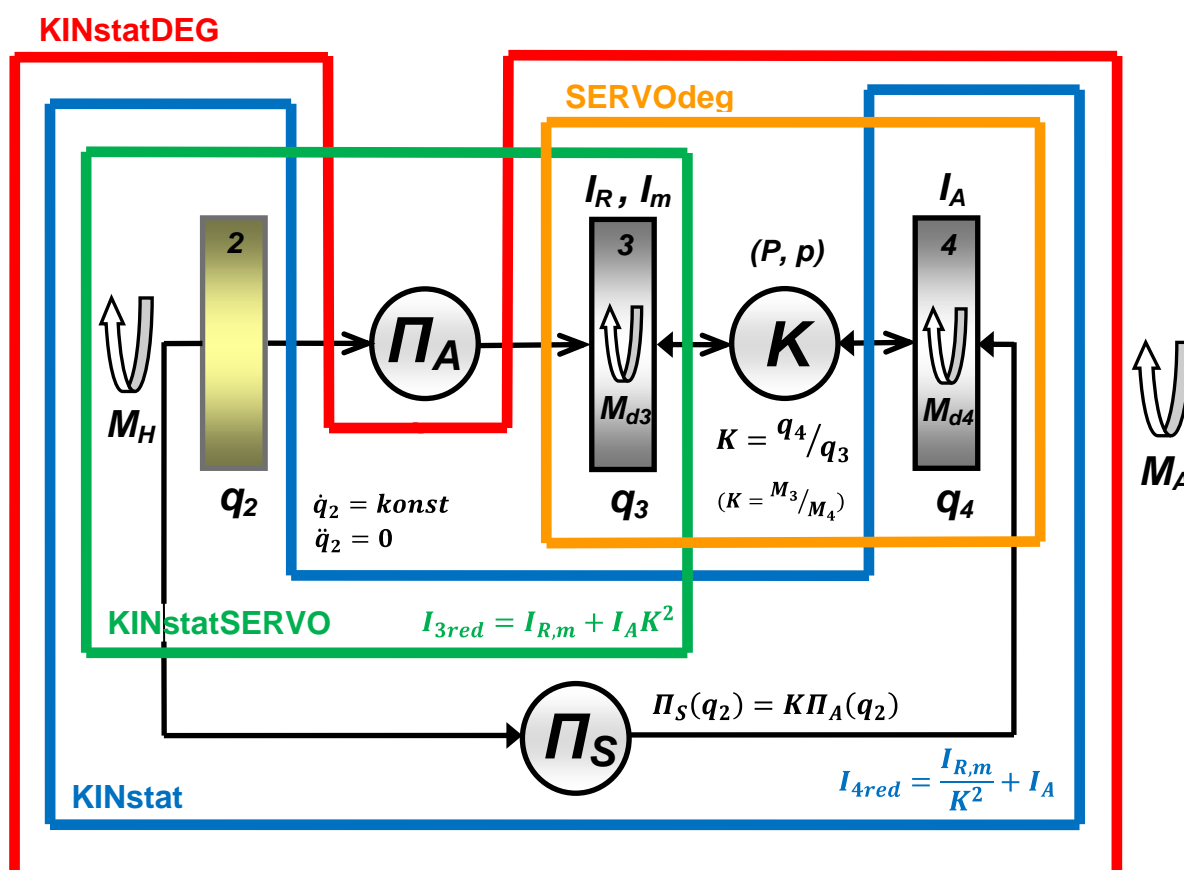 KINstatDEG
SERVOdeg
I_R , I_m
I_A
2
3
(P, p)
4
Π_A
K
M_H
M_d3
M_d4
M_A
K = q_4/q_3
q_2
q̇_2 = konst
q_3
(K = M_3/M_4)
q_4
q̈_2 = 0
KINstatSERVO
I_3red = I_R,m + I_A K^2
Π_S
Π_S(q_2) = KΠ_A(q_2)
KINstat
I_4red = I_R,m/K^2 + I_A